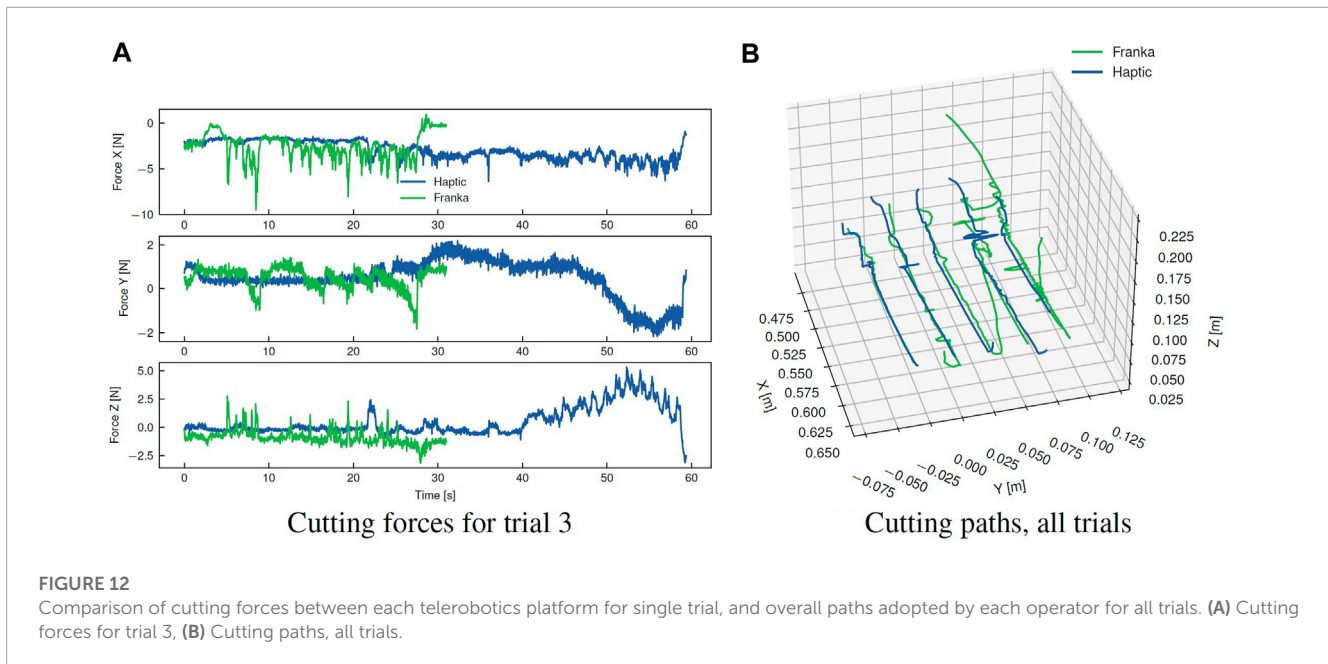 A
Force X [N]
0
−5
−10
Haptic
Franka
0 10 20 30 40 50 60
Force Y [N]
2
0
−2
0 10 20 30 40 50 60
Force Z [N]
5.0
2.5
0.0
−2.5
0 10 20 30 40 50 60
Time [s]
Cutting forces for trial 3
B
Franka
Haptic
0.475
0.500
0.525
0.550
0.575
0.600
0.625
0.650
X [m]
−0.075
−0.050
−0.025
0.000
0.025
0.050
0.075
0.100
0.125
Y [m]
0.225
0.200
0.175
0.150
0.125
0.100
0.075
0.050
0.025
Z [m]
Cutting paths, all trials
FIGURE 12
Comparison of cutting forces between each telerobotics platform for single trial, and overall paths adopted by each operator for all trials. (A) Cutting
forces for trial 3, (B) Cutting paths, all trials.